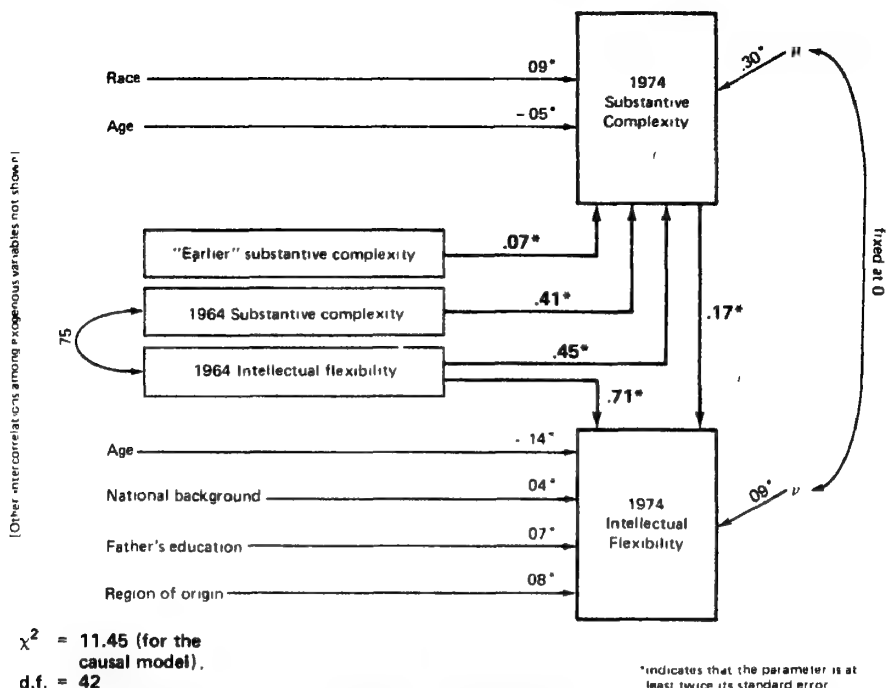 Race
09*
Age
- 05*
1974
Substantive
Complexity
.30*
μ
[Other intercorrelations among exogenous variables not shown]
"Earlier" substantive complexity
.07*
1964 Substantive complexity
.41*
75
1964 Intellectual flexibility
.45*
.71*
.17*
fixed at 0
Age
- 14*
National background
04*
Father's education
07*
Region of origin
08*
1974
Intellectual
Flexibility
09*
ν
χ² = 11.45 (for the
causal model),
d.f. = 42
*indicates that the parameter is at
least twice its standard error